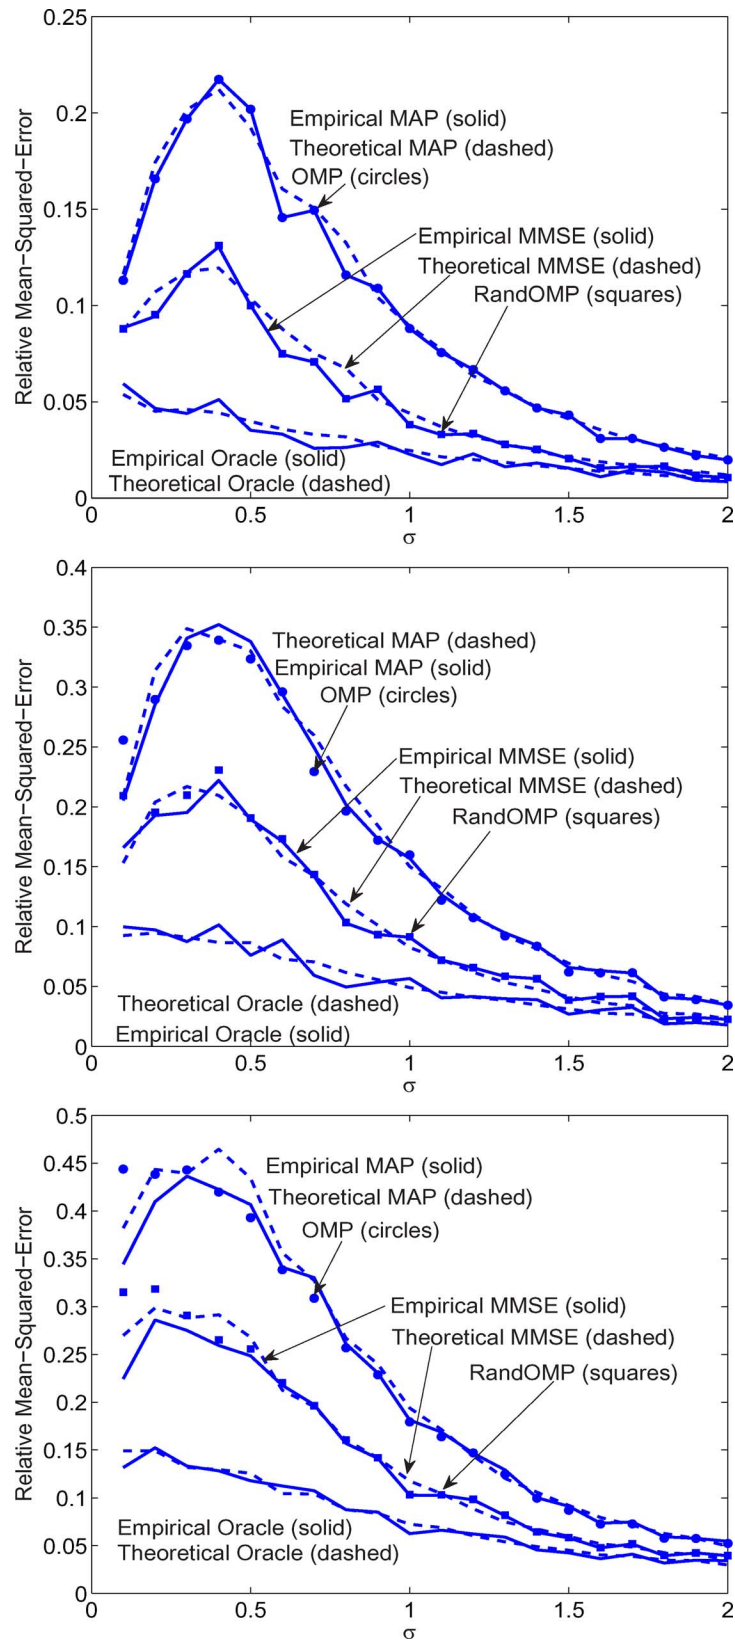 0.25
0.2
0.15
0.1
0.05
0
Relative Mean-Squared-Error
Empirical MAP (solid)
Theoretical MAP (dashed)
OMP (circles)
Empirical MMSE (solid)
Theoretical MMSE (dashed)
RandOMP (squares)
Empirical Oracle (solid)
Theoretical Oracle (dashed)
0 0.5 1 1.5 2
σ
0.4
0.35
0.3
0.25
0.2
0.15
0.1
0.05
0
Relative Mean-Squared-Error
Theoretical MAP (dashed)
Empirical MAP (solid)
OMP (circles)
Empirical MMSE (solid)
Theoretical MMSE (dashed)
RandOMP (squares)
Theoretical Oracle (dashed)
Empirical Oracle (solid)
0 0.5 1 1.5 2
σ
0.5
0.45
0.4
0.35
0.3
0.25
0.2
0.15
0.1
0.05
0
Relative Mean-Squared-Error
Empirical MAP (solid)
Theoretical MAP (dashed)
OMP (circles)
Empirical MMSE (solid)
Theoretical MMSE (dashed)
RandOMP (squares)
Empirical Oracle (solid)
Theoretical Oracle (dashed)
0 0.5 1 1.5 2
σ